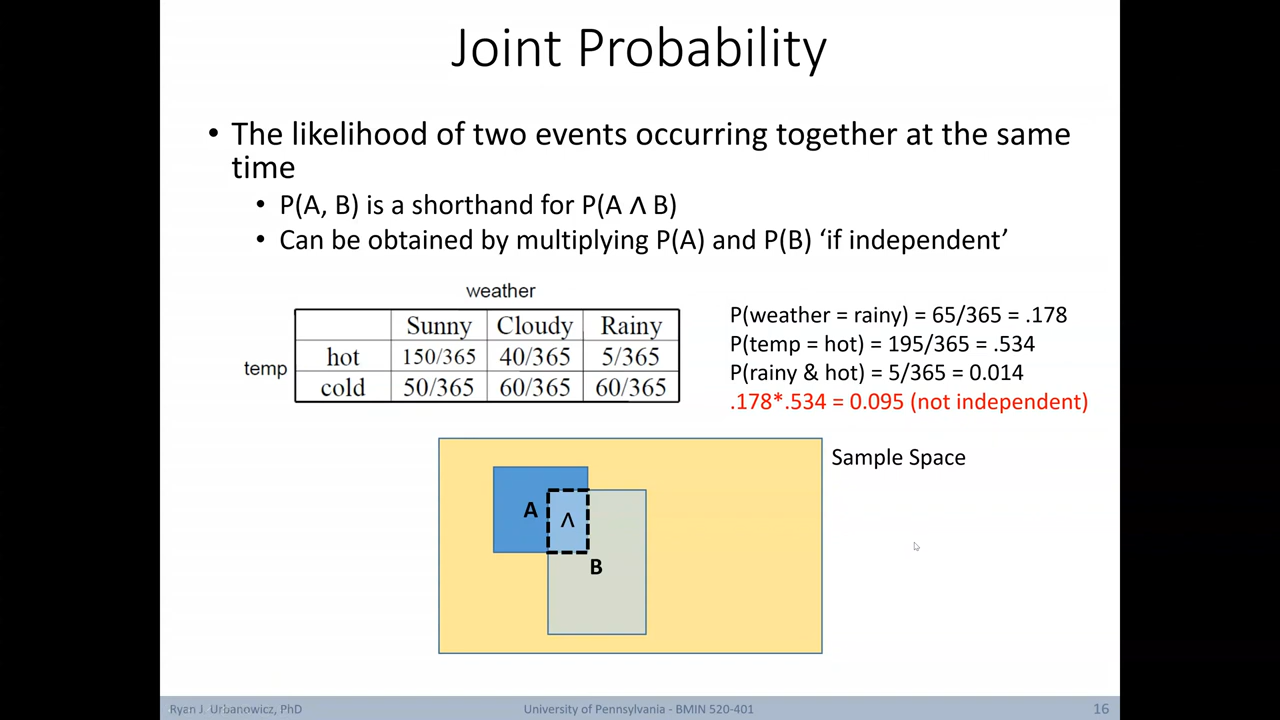 Joint Probability
• The likelihood of two events occurring together at the same
time
• P(A, B) is a shorthand for P(A ∧ B)
• Can be obtained by multiplying P(A) and P(B) ‘if independent’
weather
Sunny Cloudy Rainy
temp
hot 150/365 40/365 5/365
cold 50/365 60/365 60/365
P(weather = rainy) = 65/365 = .178
P(temp = hot) = 195/365 = .534
P(rainy & hot) = 5/365 = 0.014
.178*.534 = 0.095 (not independent)
Sample Space
A
∧
B
Ryan J. Urbanowicz, PhD
University of Pennsylvania - BMIN 520-401
16